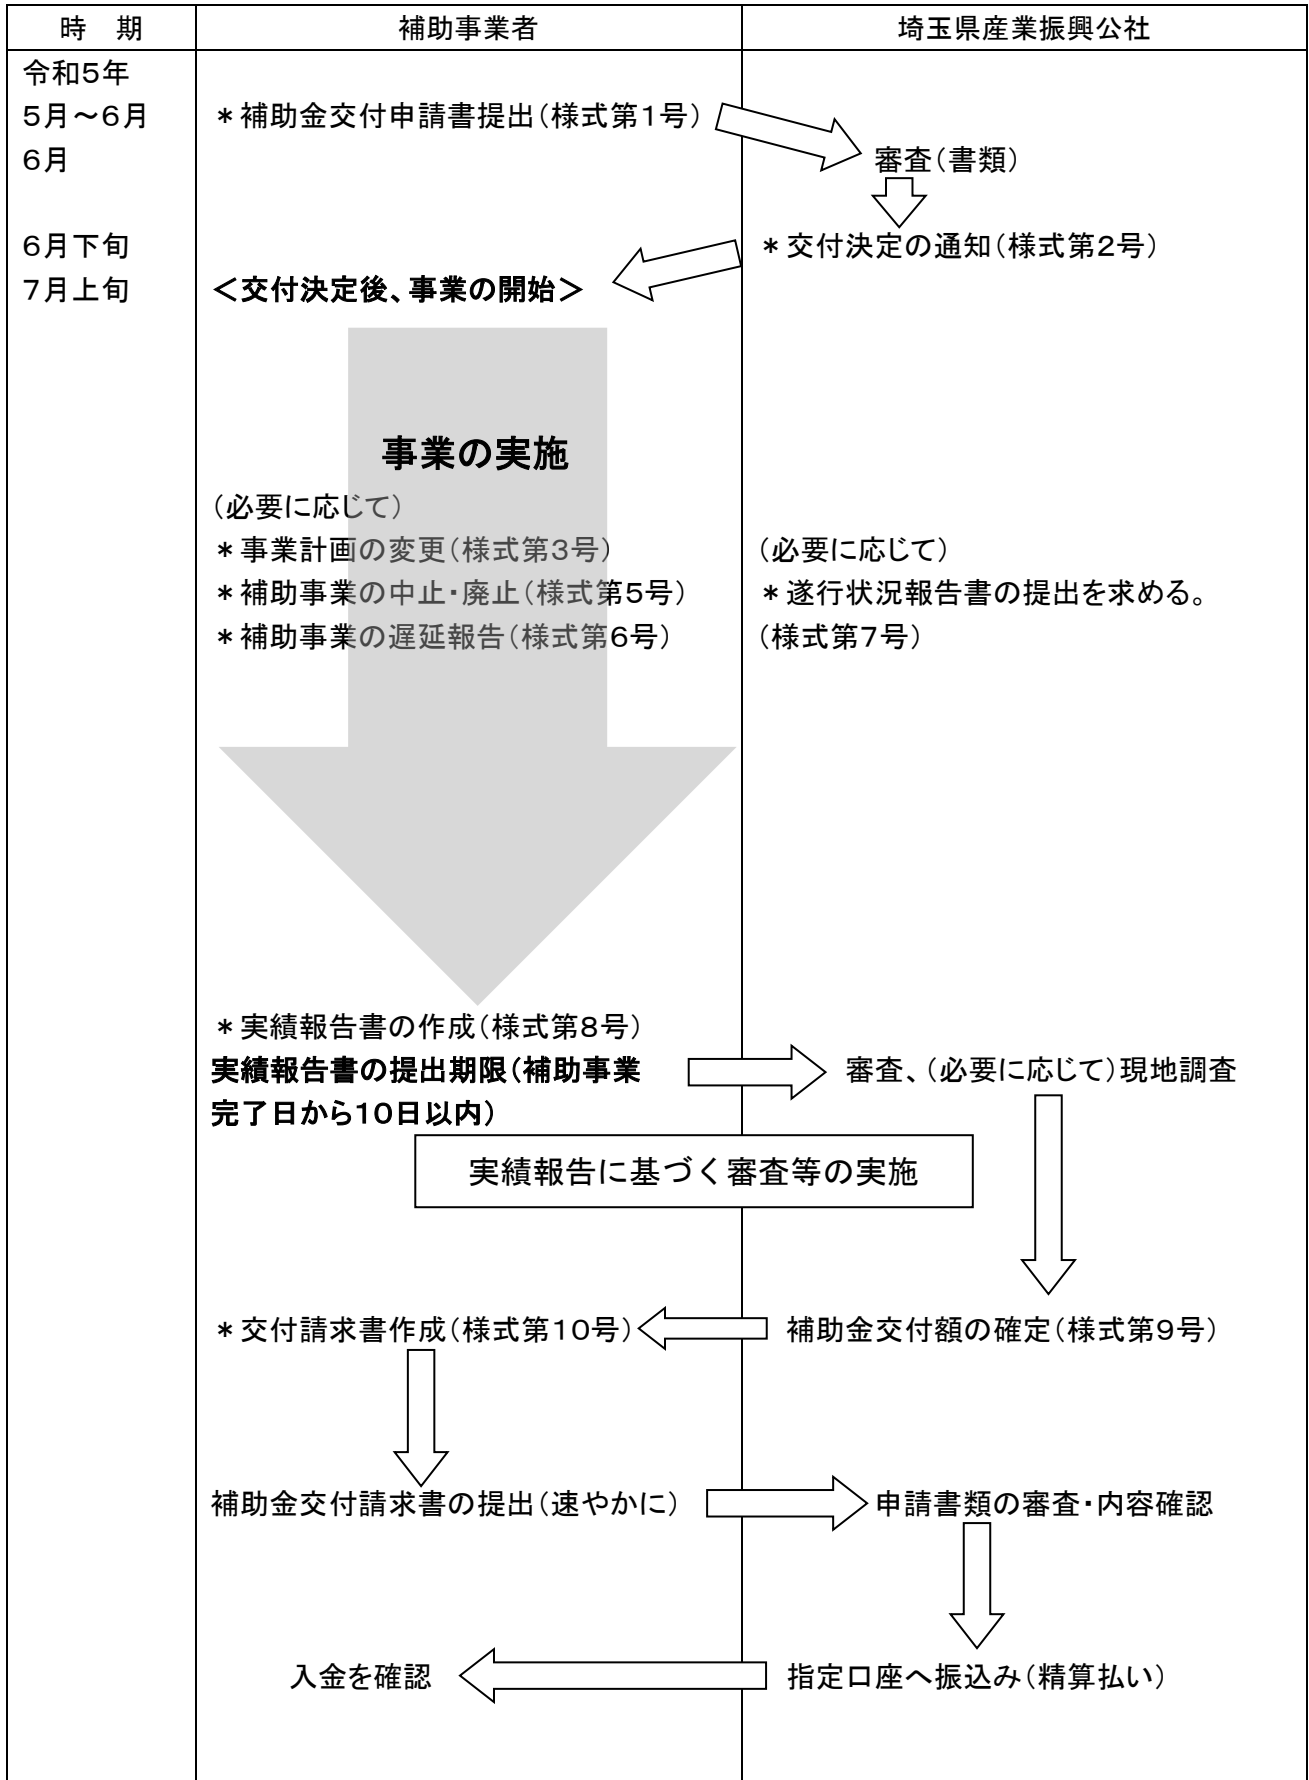 時　期
補助事業者
埼玉県産業振興公社
令和5年
5月～6月
＊補助金交付申請書提出（様式第1号）
6月
審査（書類）
6月下旬
＊交付決定の通知（様式第2号）
7月上旬
＜交付決定後、事業の開始＞
事業の実施
（必要に応じて）
＊事業計画の変更（様式第3号）
（必要に応じて）
＊補助事業の中止・廃止（様式第5号）
＊遂行状況報告書の提出を求める。
＊補助事業の遅延報告（様式第6号）
（様式第7号）
＊実績報告書の作成（様式第8号）
実績報告書の提出期限（補助事業
審査、（必要に応じて）現地調査
完了日から10日以内）
実績報告に基づく審査等の実施
＊交付請求書作成（様式第10号）
補助金交付額の確定（様式第9号）
補助金交付請求書の提出（速やかに）
申請書類の審査・内容確認
入金を確認
指定口座へ振込み（精算払い）